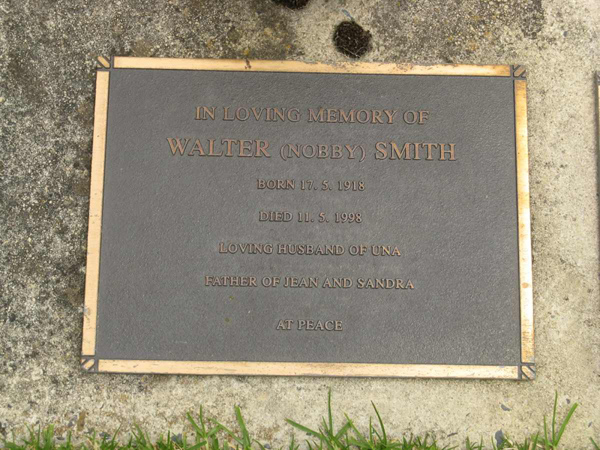 IN LOVING MEMORY OF
WALTER (NOBBY) SMITH
BORN 17. 5. 1918
DIED 11. 5. 1998
LOVING HUSBAND OF UNA
FATHER OF JEAN AND SANDRA
AT PEACE